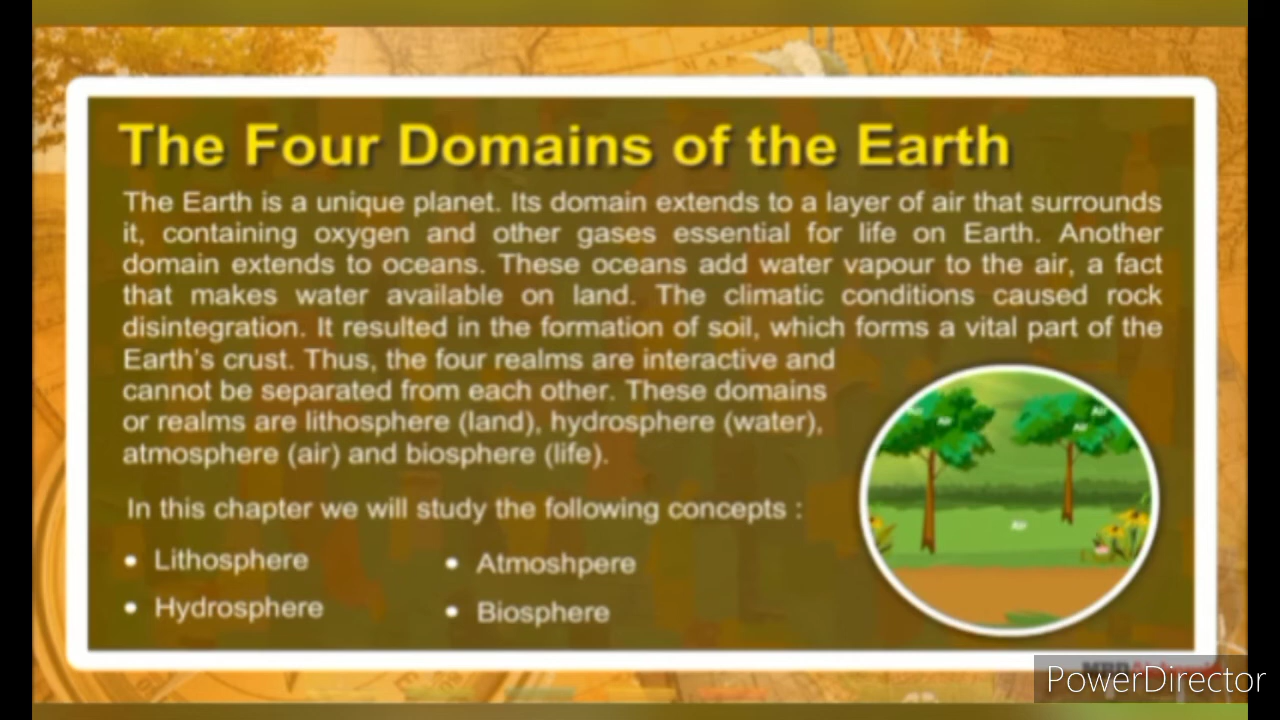 The Four Domains of the Earth
The Earth is a unique planet. Its domain extends to a layer of air that surrounds
it, containing oxygen and other gases essential for life on Earth. Another
domain extends to oceans. These oceans add water vapour to the air, a fact
that makes water available on land. The climatic conditions caused rock
disintegration. It resulted in the formation of soil, which forms a vital part of the
Earth's crust. Thus, the four realms are interactive and
cannot be separated from each other. These domains
or realms are lithosphere (land), hydrosphere (water),
atmosphere (air) and biosphere (life).
In this chapter we will study the following concepts :
• Lithosphere
• Atmoshpere
• Hydrosphere
• Biosphere
Air
Air
Air
Air
PowerDirector